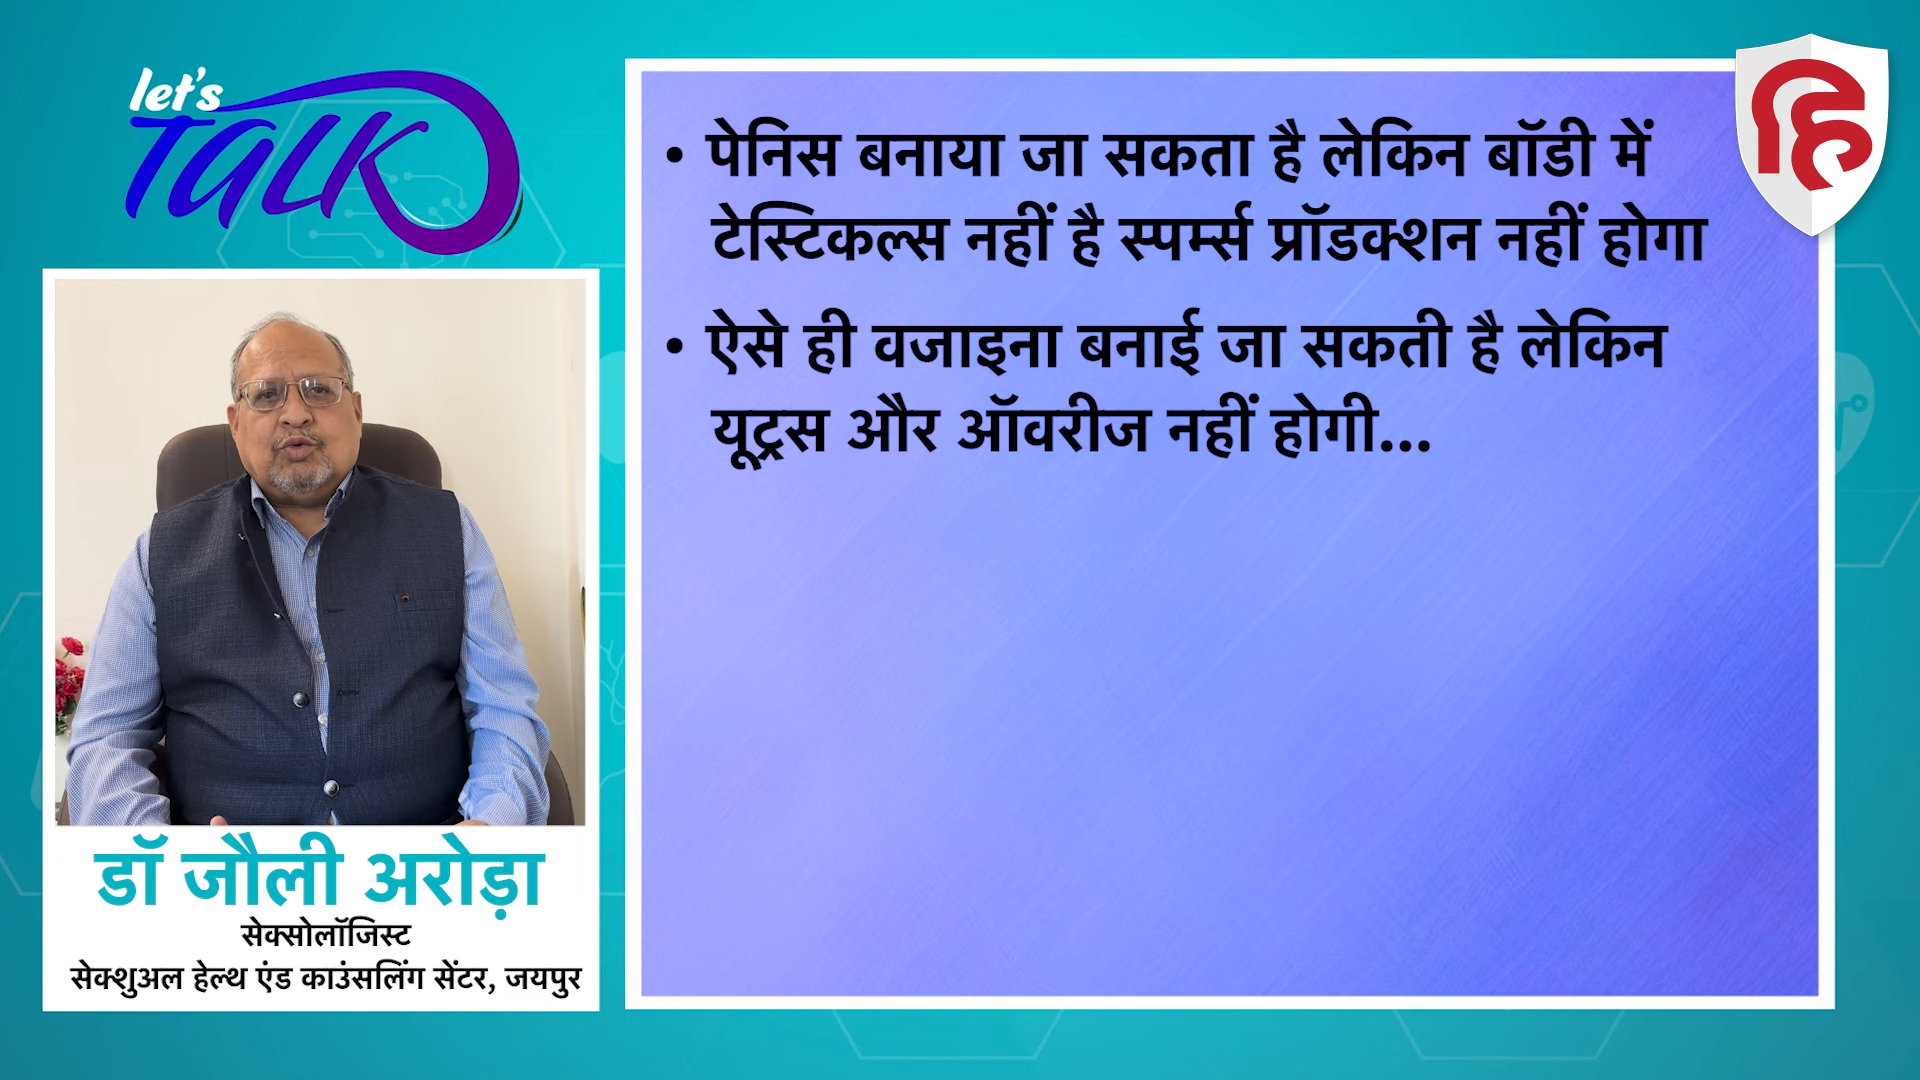 let's
TALK
• पेनिस बनाया जा सकता है लेकिन बॉडी में
टेस्टिकल्स नहीं है स्पर्म्स प्रॉडक्शन नहीं होगा
• ऐसे ही वजाइना बनाई जा सकती है लेकिन
यूट्रस और ऑवरीज नहीं होगी...
हि
डॉ जौली अरोड़ा
सेक्सोलॉजिस्ट
सेक्शुअल हेल्थ एंड काउंसलिंग सेंटर, जयपुर